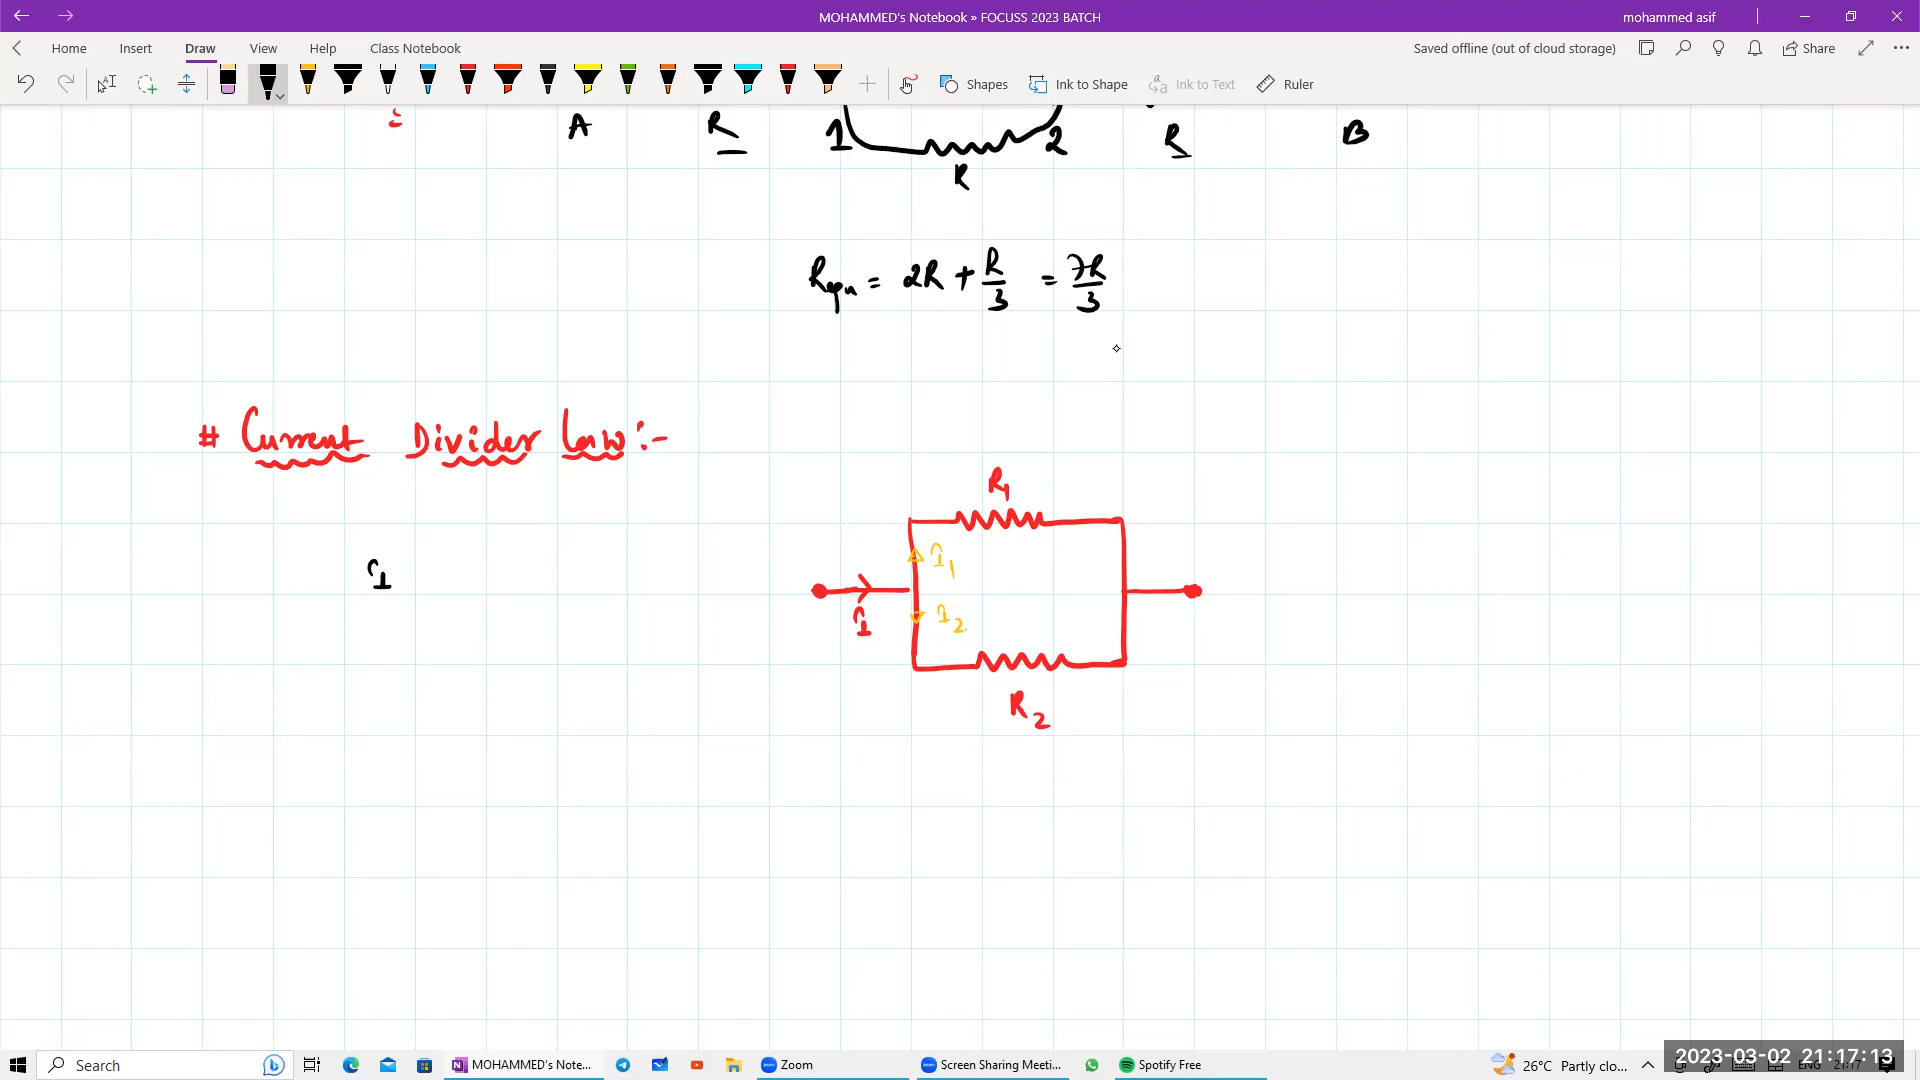 MOHAMMED's Notebook » FOCUSS 2023 BATCH
mohammed asif
Home Insert Draw View Help Class Notebook
Saved offline (out of cloud storage)
Share
Shapes Ink to Shape Ink to Text Ruler
A R 1 2 R B
R
Reqn = 2R + R/3 = 7R/3
# Current Divider Law :-
R1
I1
I
I
I2
R2
Search
MOHAMMED's Note...
Zoom
Screen Sharing Meeti...
Spotify Free
26°C Partly clo...
2023-03-02 21:17:13